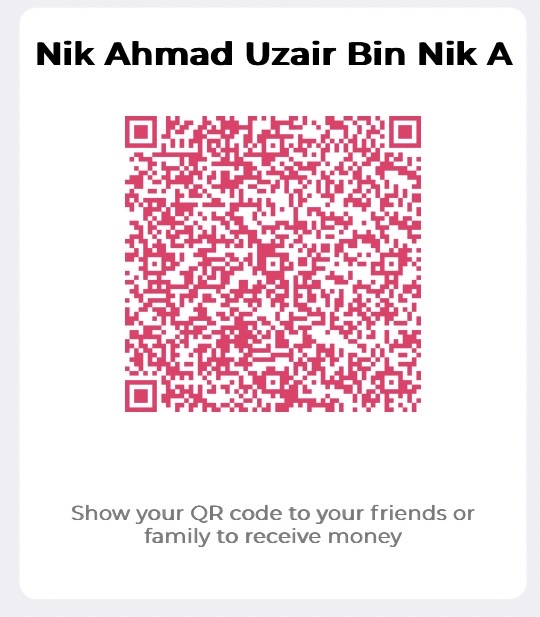 Nik Ahmad Uzair Bin Nik A
Show your QR code to your friends or
family to receive money